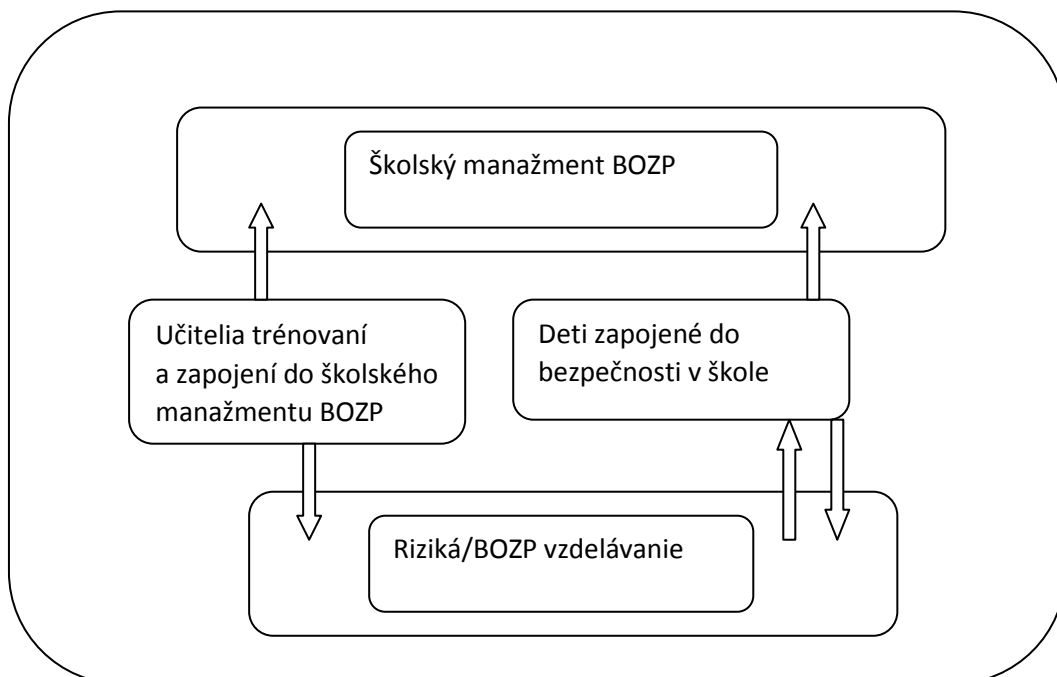 Školský manažment BOZP
Učitelia trénovaní
a zapojení do školského
manažmentu BOZP
Deti zapojené do
bezpečnosti v škole
Riziká/BOZP vzdelávanie